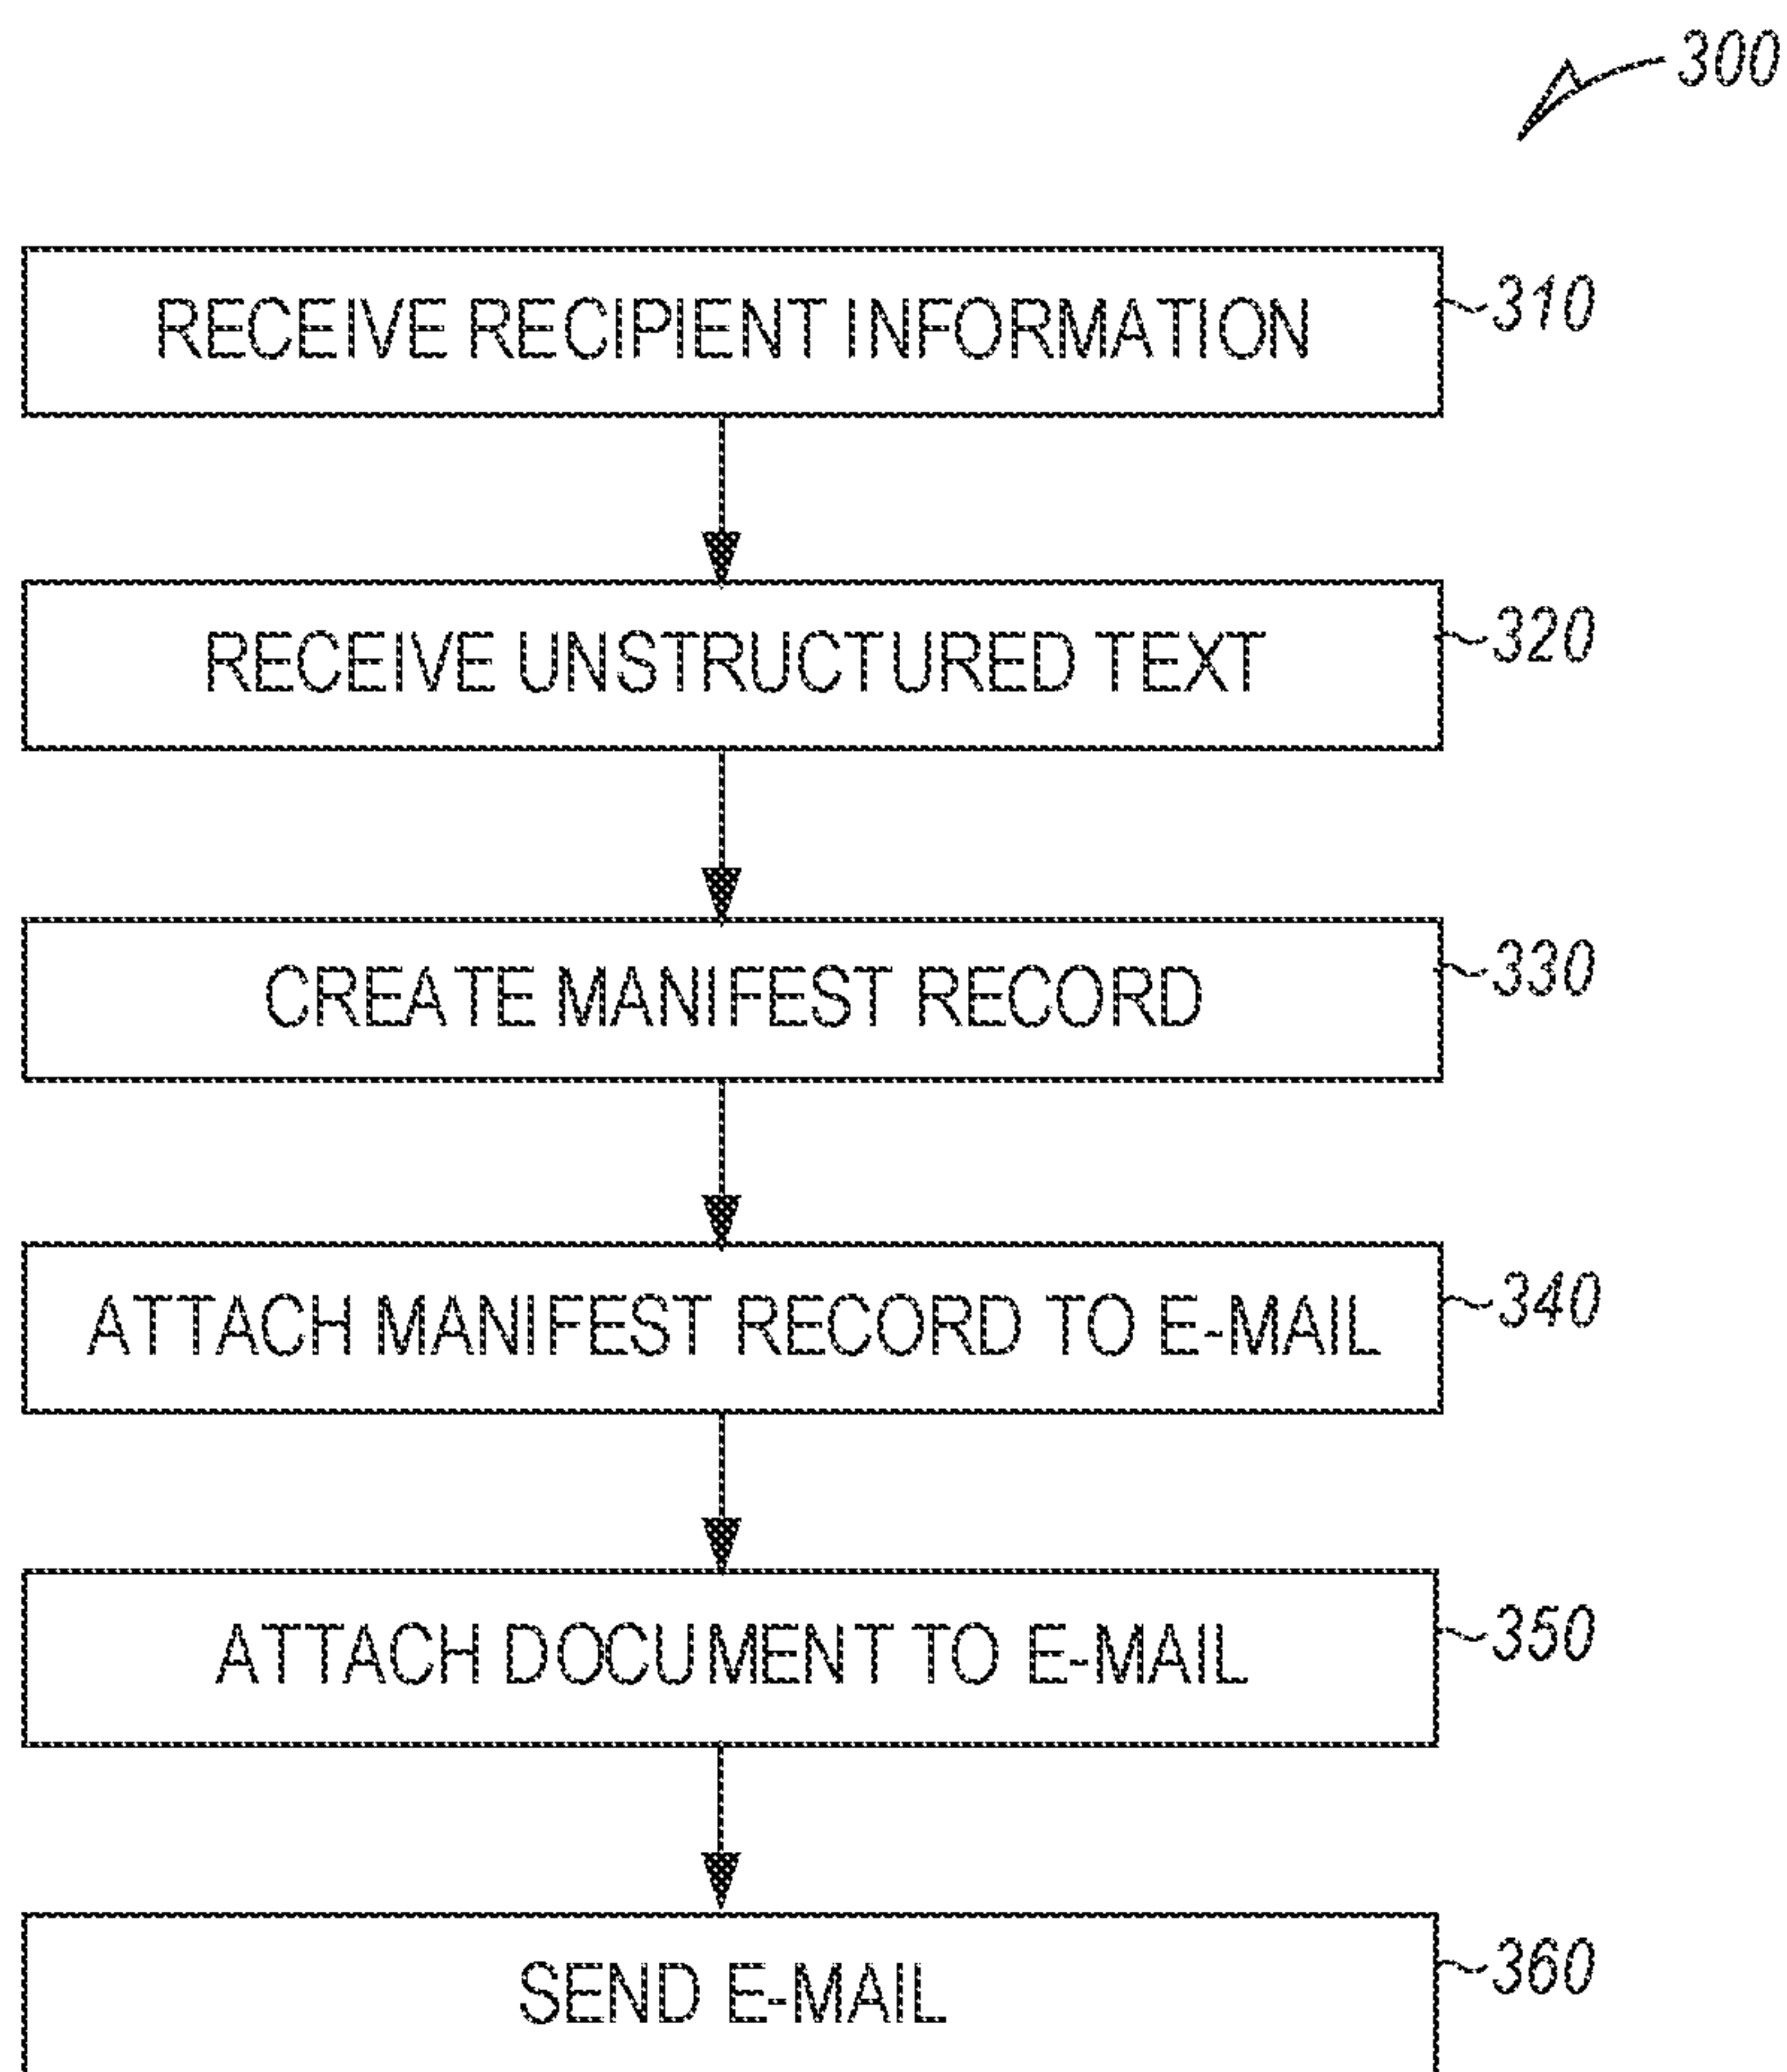 300
RECEIVE RECIPIENT INFORMATION 310
RECEIVE UNSTRUCTURED TEXT 320
CREATE MANIFEST RECORD 330
ATTACH MANIFEST RECORD TO E-MAIL 340
ATTACH DOCUMENT TO E-MAIL 350
SEND E-MAIL 360